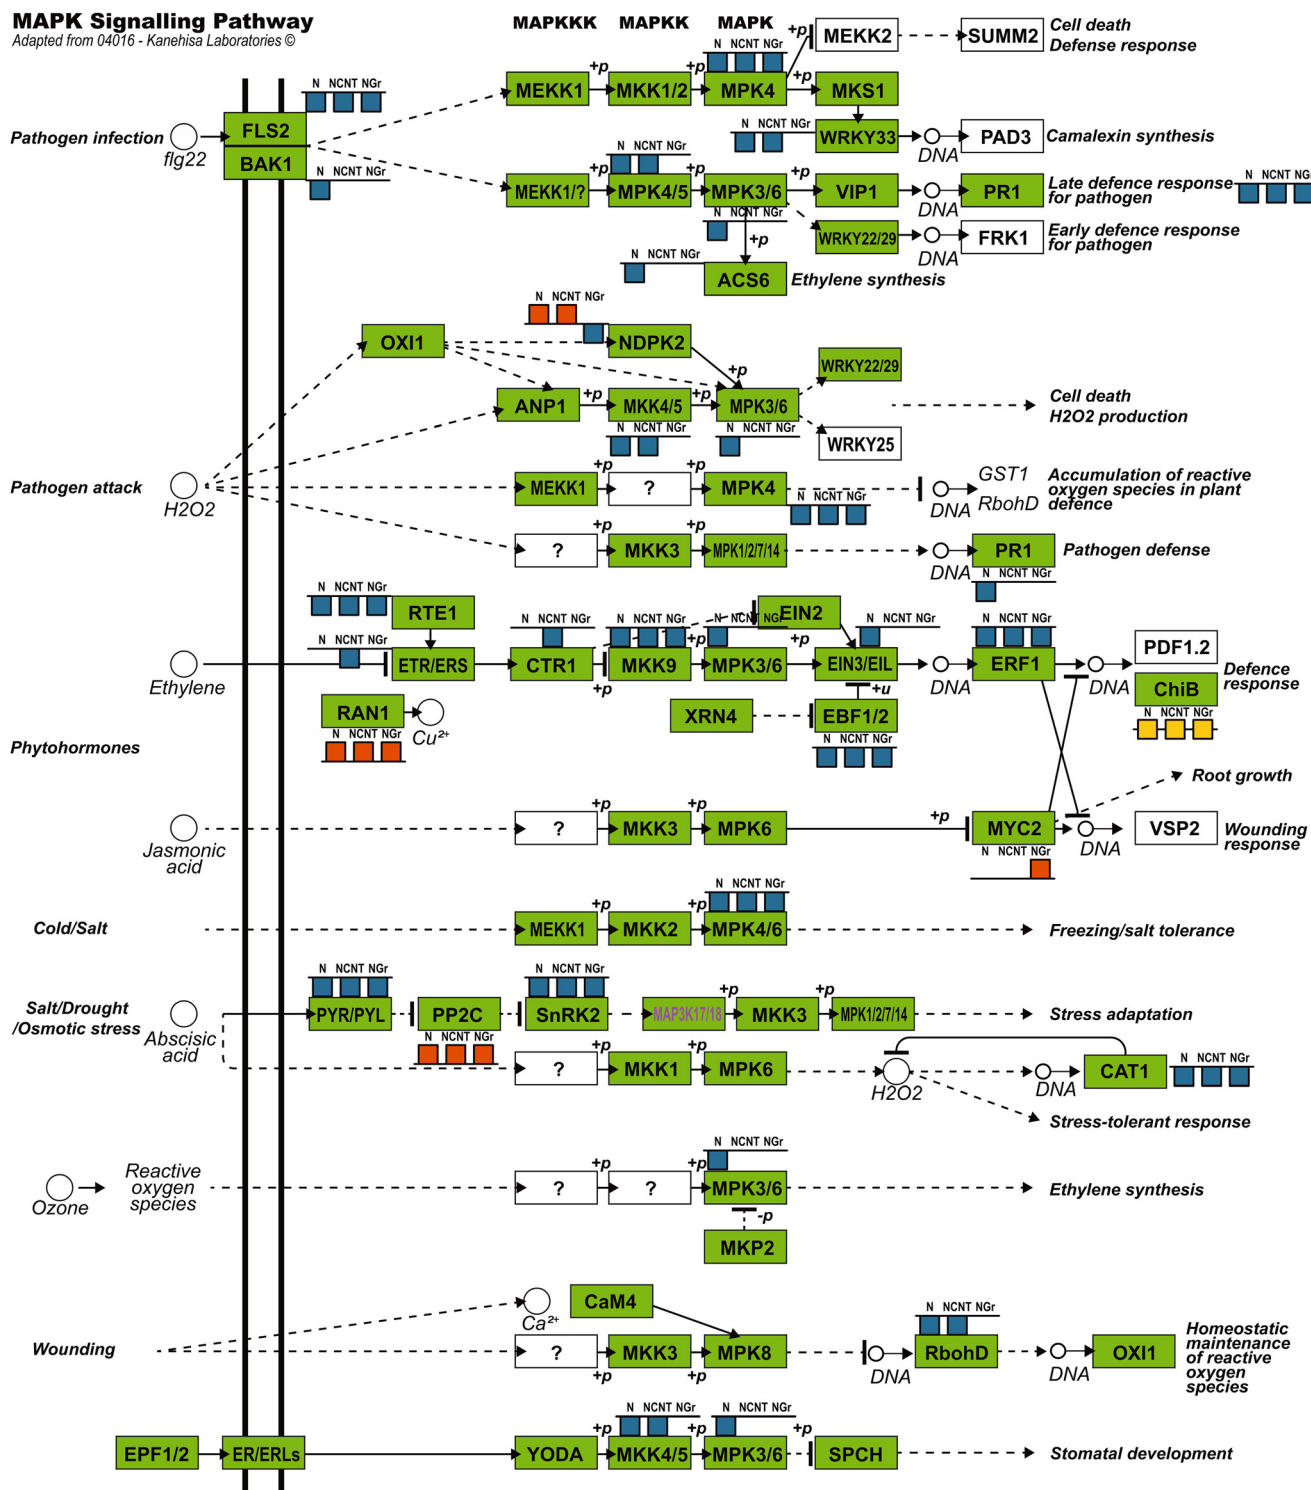 MAPK Signalling Pathway
Adapted from 04016 - Kanehisa Laboratories ©
MAPKKK MAPKK MAPK
N NCNT NGr
+p MEKK2 SUMM2 Cell death
Defense response
N NCNT NGr
MEKK1 +p MKK1/2 +p MPK4 +p MKS1
Pathogen infection flg22 FLS2
BAK1
N NCNT NGr
N NCNT NGr WRKY33 DNA PAD3 Camalexin synthesis
N NCNT NGr
MEKK1/? +p MPK4/5 +p MPK3/6 +p VIP1 DNA PR1 Late defence response
for pathogen
N NCNT NGr
N NCNT NGr
+p WRKY22/29 DNA FRK1 Early defence response
for pathogen
N NCNT NGr ACS6 Ethylene synthesis
N NCNT NGr
OXI1 NDPK2
+p WRKY22/29
ANP1 +p MKK4/5 +p MPK3/6 Cell death
H2O2 production
N NCNT NGr N NCNT NGr WRKY25
Pathogen attack H2O2
MEKK1 +p ? +p MPK4 DNA GST1
RbohD
Accumulation of reactive
oxygen species in plant
defence
N NCNT NGr
? +p MKK3 +p MPK1/2/7/14 DNA PR1 Pathogen defense
N NCNT NGr
N NCNT NGr RTE1
EIN2
N NCNT NGr N NCNT NGr N NCNT NGr N NCNT NGr N NCNT NGr N NCNT NGr
Ethylene ETR/ERS CTR1 +p MKK9 +p MPK3/6 +p EIN3/EIL DNA ERF1 DNA PDF1.2
ChiB
Defence
response
N NCNT NGr
+u
RAN1 Cu²⁺ XRN4 EBF1/2
N NCNT NGr N NCNT NGr
Phytohormones
Root growth
Jasmonic
acid
? +p MKK3 +p MPK6 +p MYC2 DNA VSP2 Wounding
response
N NCNT NGr
N NCNT NGr
Cold/Salt MEKK1 +p MKK2 +p MPK4/6 Freezing/salt tolerance
N NCNT NGr N NCNT NGr
Salt/Drought
/Osmotic stress
Abscisic
acid
PYR/PYL PP2C SnRK2 MAP3K17/18 +p MKK3 +p MPK1/2/7/14 Stress adaptation
N NCNT NGr
? +p MKK1 +p MPK6 H2O2 DNA CAT1 N NCNT NGr
Stress-tolerant response
N NCNT NGr
Ozone Reactive
oxygen
species
? +p ? +p MPK3/6 Ethylene synthesis
-p
MKP2
Ca²⁺ CaM4
N NCNT NGr
Wounding ? +p MKK3 +p MPK8 DNA RbohD DNA OXI1 Homeostatic
maintenance
of reactive
oxygen
species
N NCNT NGr N NCNT NGr
EPF1/2 ER/ERLs YODA +p MKK4/5 +p MPK3/6 +p SPCH Stomatal development